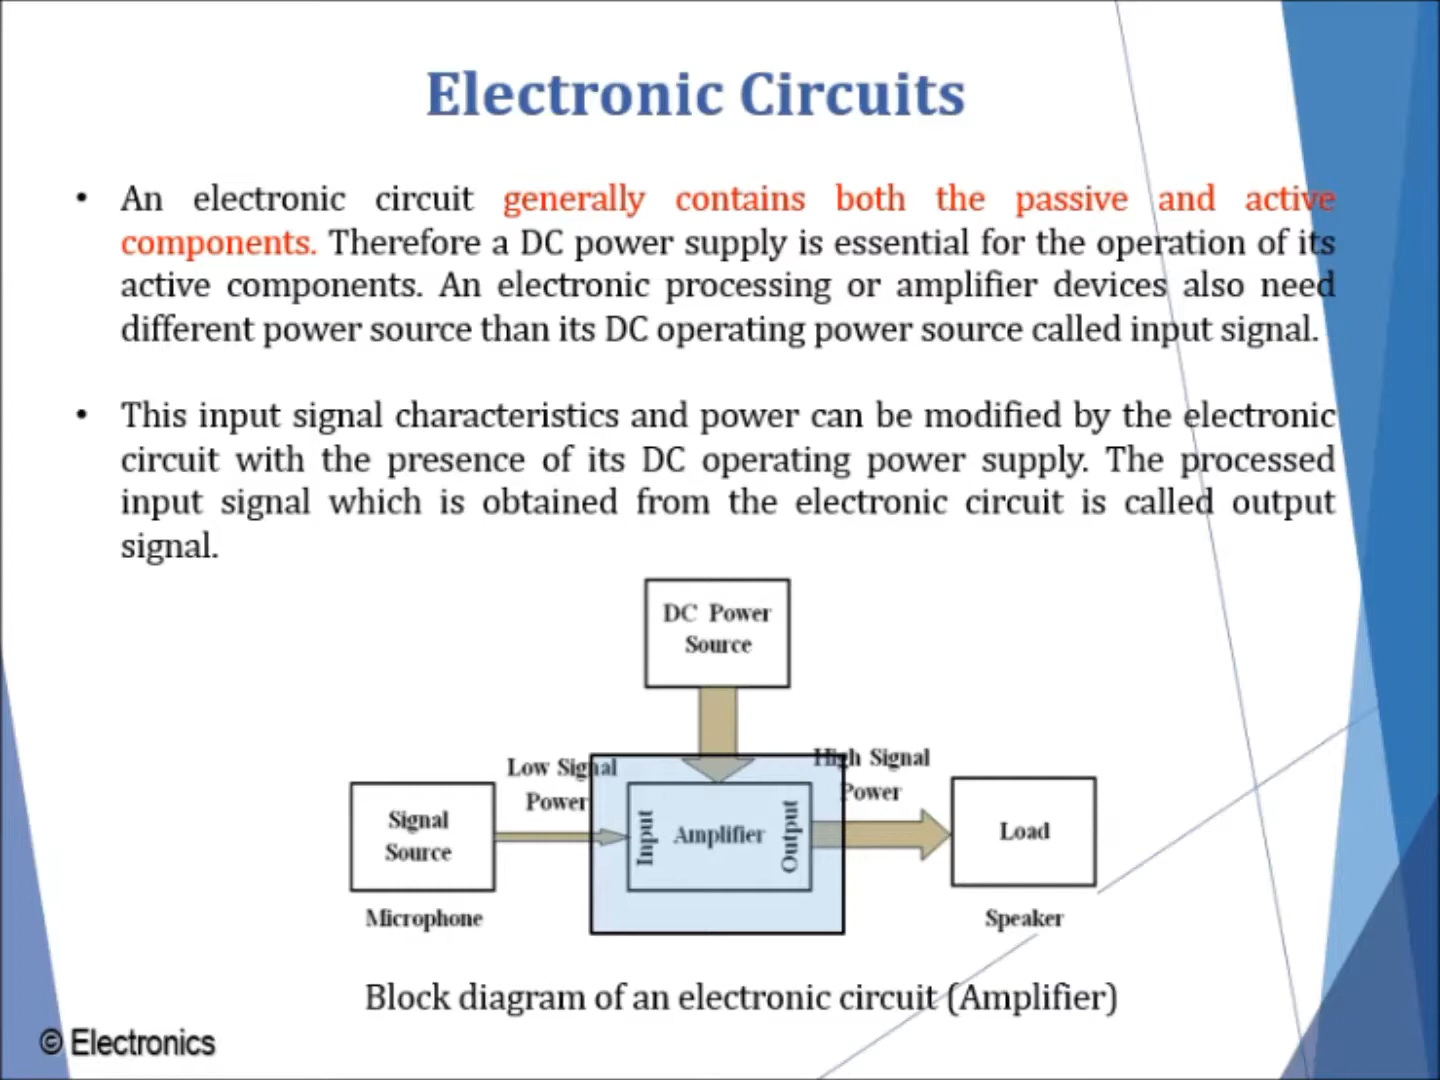 Electronic Circuits
• An electronic circuit generally contains both the passive and active
components. Therefore a DC power supply is essential for the operation of its
active components. An electronic processing or amplifier devices also need
different power source than its DC operating power source called input signal.
• This input signal characteristics and power can be modified by the electronic
circuit with the presence of its DC operating power supply. The processed
input signal which is obtained from the electronic circuit is called output
signal.
DC Power
Source
Low Signal
Power
High Signal
Power
Signal
Source
Input
Amplifier
Output
Load
Microphone
Speaker
Block diagram of an electronic circuit (Amplifier)
© Electronics